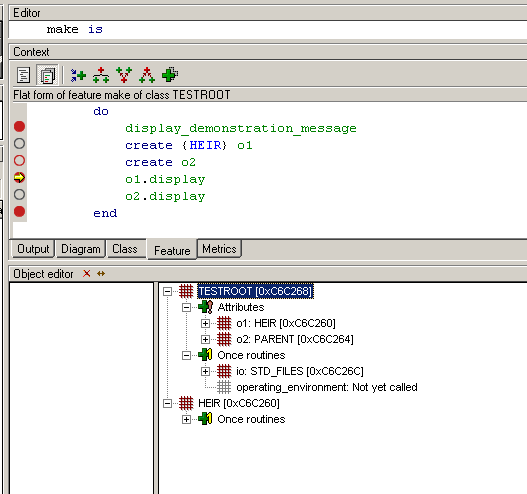 Editor
make is
Context
Flat form of feature make of class TESTROOT
do
display_demonstration_message
create {HEIR} o1
create o2
o1.display
o2.display
end
Output Diagram Class Feature Metrics
Object editor
TESTROOT [0xC6C268]
Attributes
o1: HEIR [0xC6C260]
o2: PARENT [0xC6C264]
Once routines
io: STD_FILES [0xC6C26C]
operating_environment: Not yet called
HEIR [0xC6C260]
Once routines